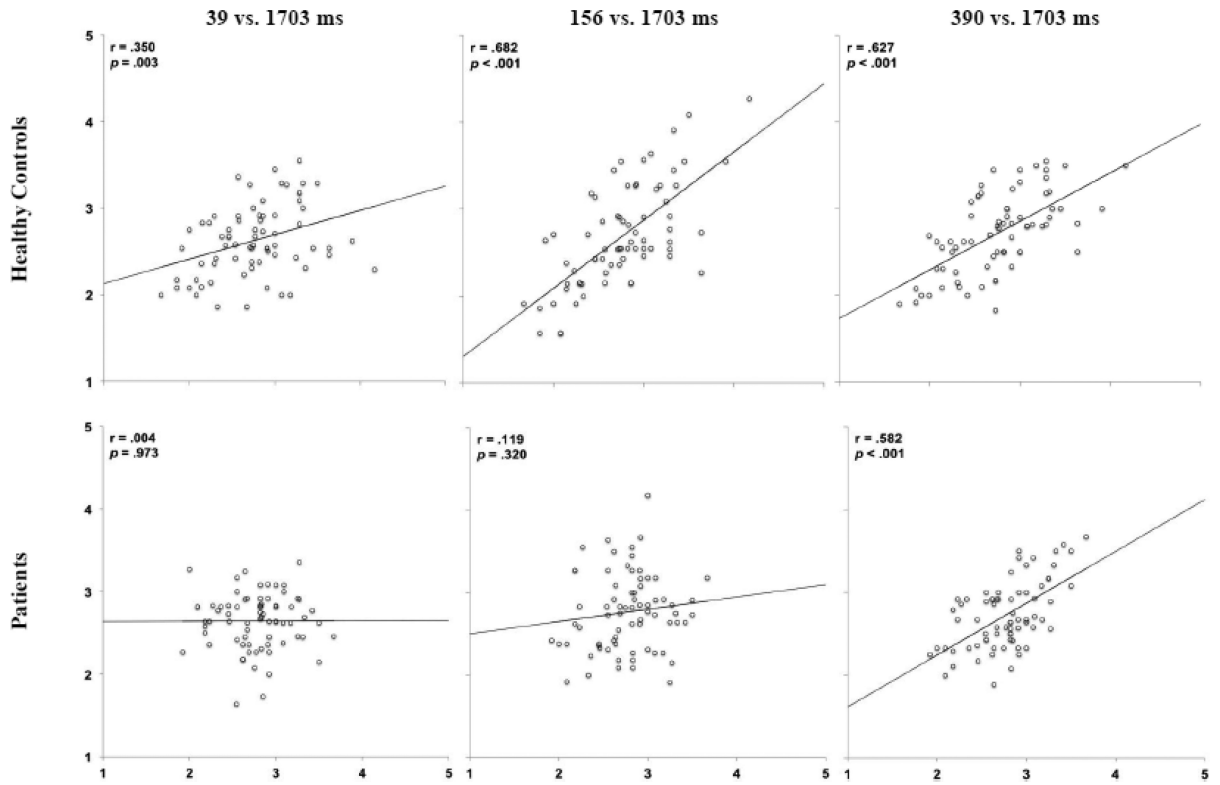 39 vs. 1703 ms
156 vs. 1703 ms
390 vs. 1703 ms
Healthy Controls
5
4
3
2
1
r = .350
p = .003
r = .682
p < .001
r = .627
p < .001
Patients
5
4
3
2
1
r = .004
p = .973
r = .119
p = .320
r = .582
p < .001
1 2 3 4 5
1 2 3 4 5
1 2 3 4 5